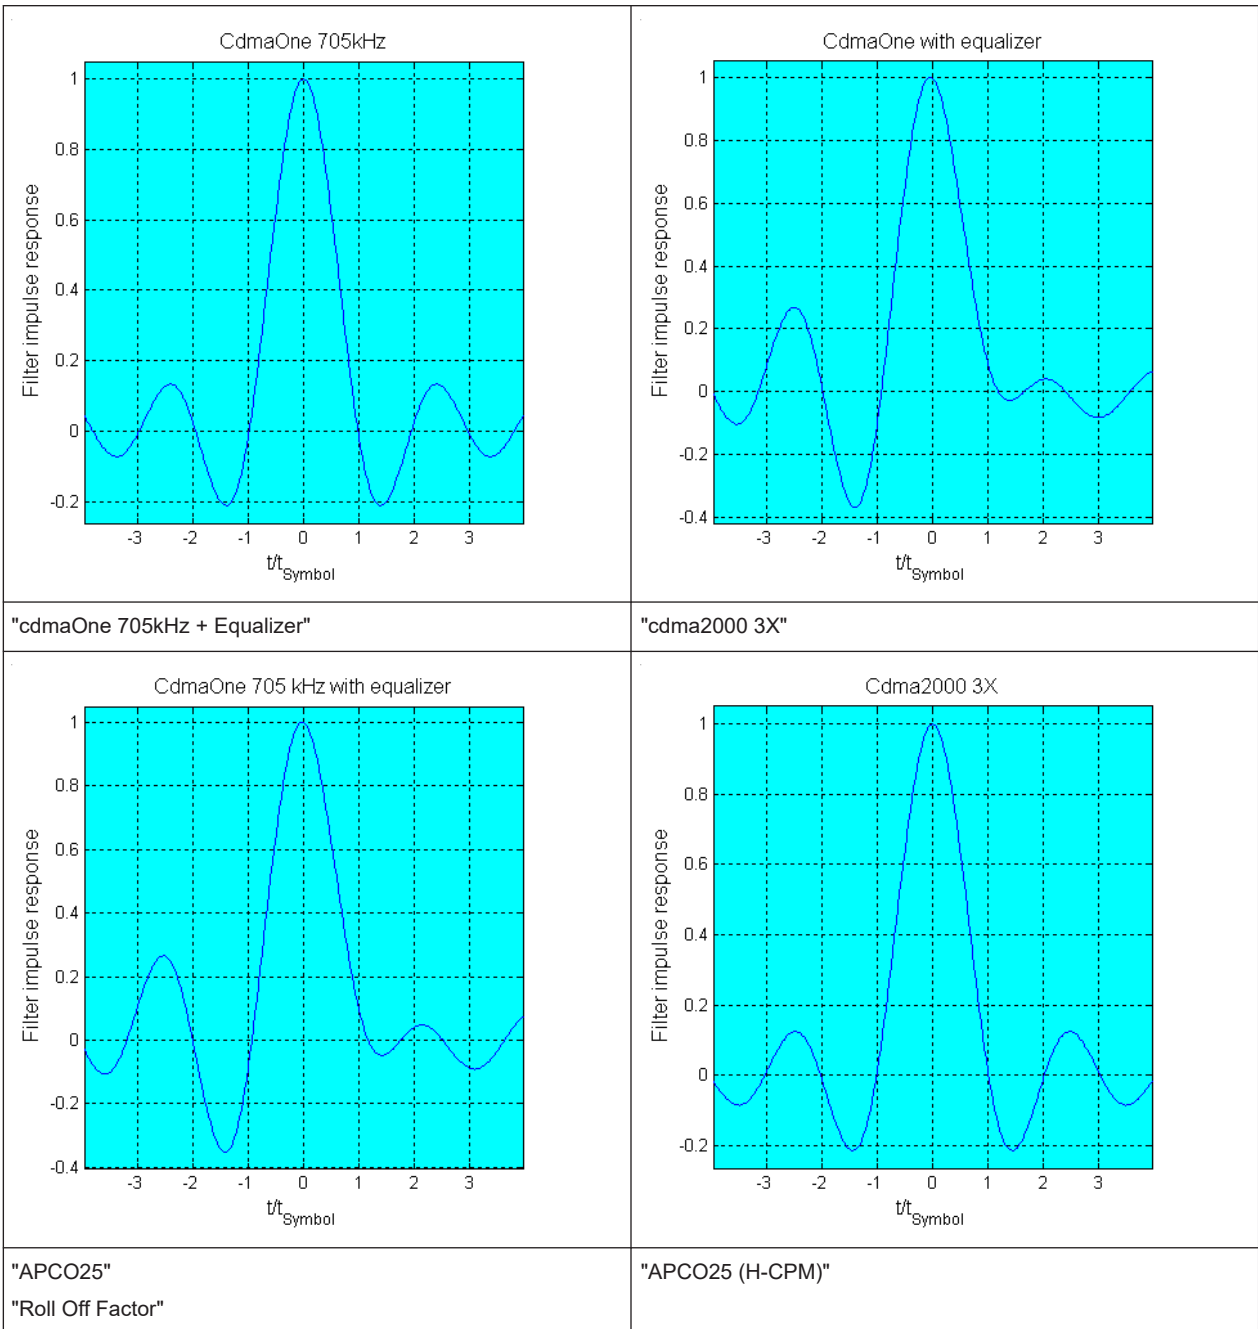 CdmaOne 705kHz
Filter impulse response
1
0.8
0.6
0.4
0.2
0
-0.2
-3 -2 -1 0 1 2 3
t/tSymbol
CdmaOne with equalizer
Filter impulse response
1
0.8
0.6
0.4
0.2
0
-0.2
-0.4
-3 -2 -1 0 1 2 3
t/tSymbol
"cdmaOne 705kHz + Equalizer"
"cdma2000 3X"
CdmaOne 705 kHz with equalizer
Filter impulse response
1
0.8
0.6
0.4
0.2
0
-0.2
-0.4
-3 -2 -1 0 1 2 3
t/tSymbol
Cdma2000 3X
Filter impulse response
1
0.8
0.6
0.4
0.2
0
-0.2
-3 -2 -1 0 1 2 3
t/tSymbol
"APCO25"
"Roll Off Factor"
"APCO25 (H-CPM)"